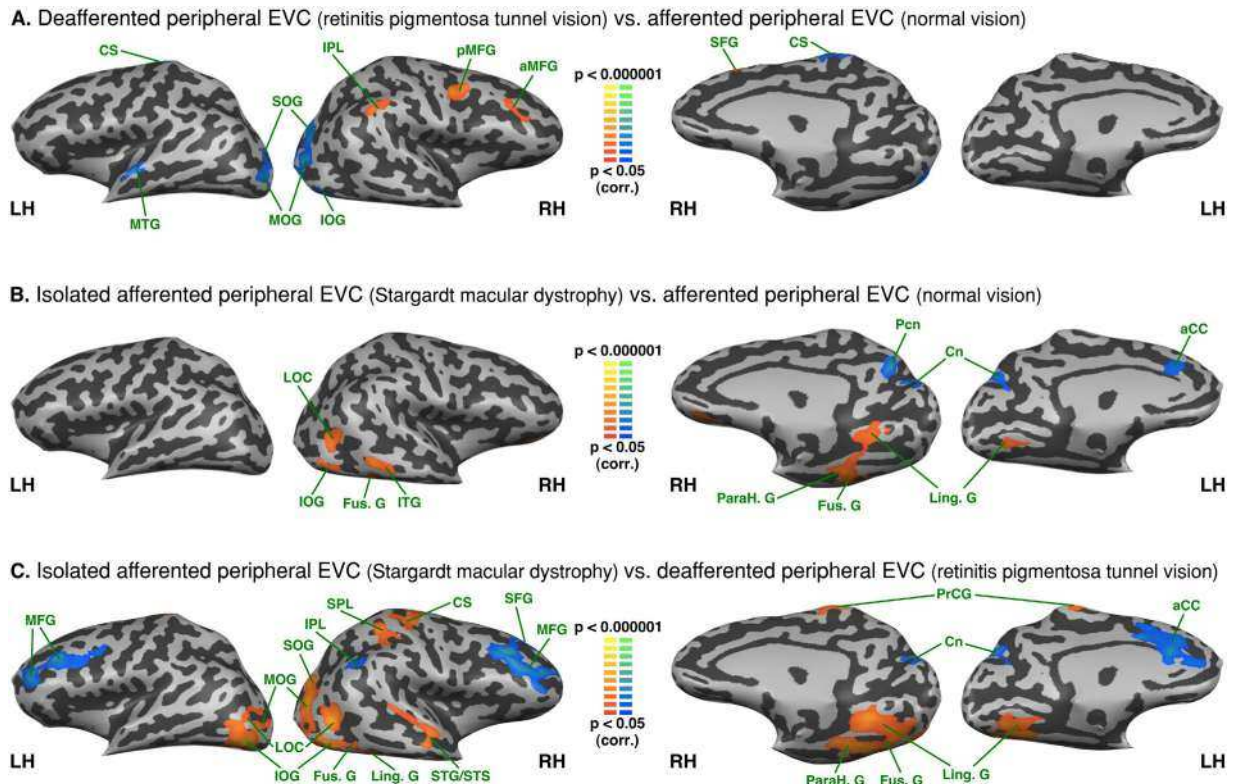 A. Deafferented peripheral EVC (retinitis pigmentosa tunnel vision) vs. afferented peripheral EVC (normal vision)
CS
IPL
pMFG
aMFG
SOG
MTG
MOG
IOG
LH
RH
p < 0.000001
p < 0.05
(corr.)
SFG
CS
RH
LH
B. Isolated afferented peripheral EVC (Stargardt macular dystrophy) vs. afferented peripheral EVC (normal vision)
LOC
IOG
Fus. G
ITG
LH
RH
p < 0.000001
p < 0.05
(corr.)
Pcn
Cn
aCC
ParaH. G
Fus. G
Ling. G
RH
LH
C. Isolated afferented peripheral EVC (Stargardt macular dystrophy) vs. deafferented peripheral EVC (retinitis pigmentosa tunnel vision)
MFG
SPL
CS
SFG
IPL
MFG
SOG
MOG
LOC
IOG
Fus. G
Ling. G
STG/STS
LH
RH
p < 0.000001
p < 0.05
(corr.)
PrCG
aCC
Cn
ParaH. G
Fus. G
Ling. G
RH
LH